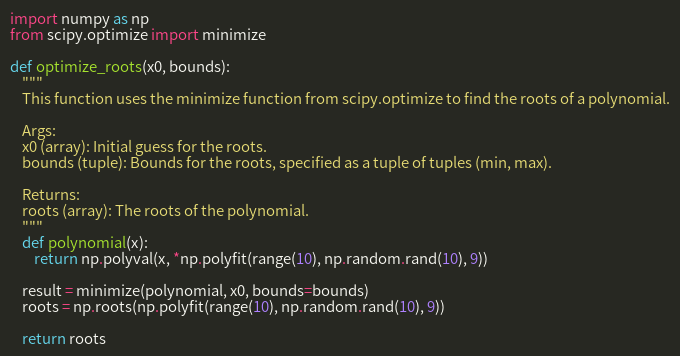 import numpy as np
from scipy.optimize import minimize

def optimize_roots(x0, bounds):
    """
    This function uses the minimize function from scipy.optimize to find the roots of a polynomial.

    Args:
    x0 (array): Initial guess for the roots.
    bounds (tuple): Bounds for the roots, specified as a tuple of tuples (min, max).

    Returns:
    roots (array): The roots of the polynomial.
    """
    def polynomial(x):
        return np.polyval(x, *np.polyfit(range(10), np.random.rand(10), 9))

    result = minimize(polynomial, x0, bounds=bounds)
    roots = np.roots(np.polyfit(range(10), np.random.rand(10), 9))

    return roots